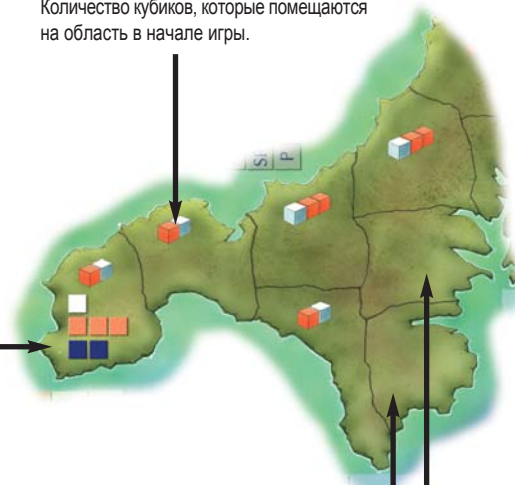 Количество кубиков, которые помещаются
на область в начале игры.